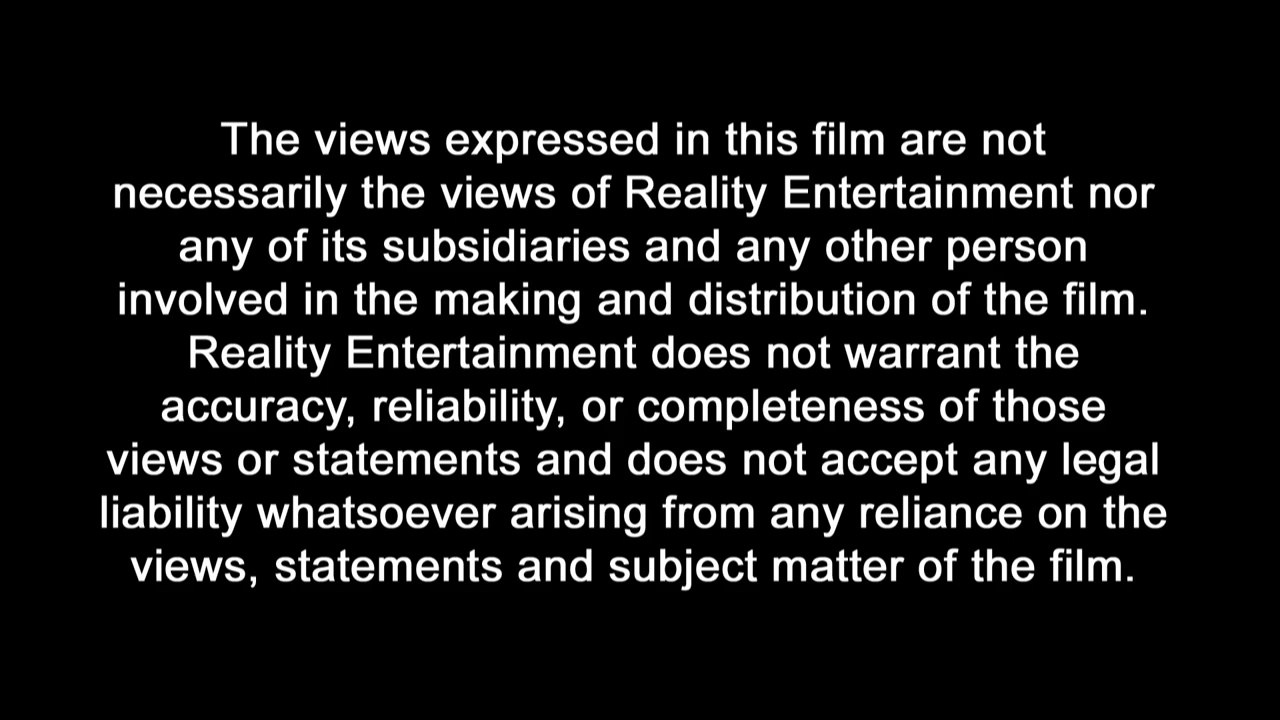 The views expressed in this film are not
necessarily the views of Reality Entertainment nor
any of its subsidiaries and any other person
involved in the making and distribution of the film.
Reality Entertainment does not warrant the
accuracy, reliability, or completeness of those
views or statements and does not accept any legal
liability whatsoever arising from any reliance on the
views, statements and subject matter of the film.